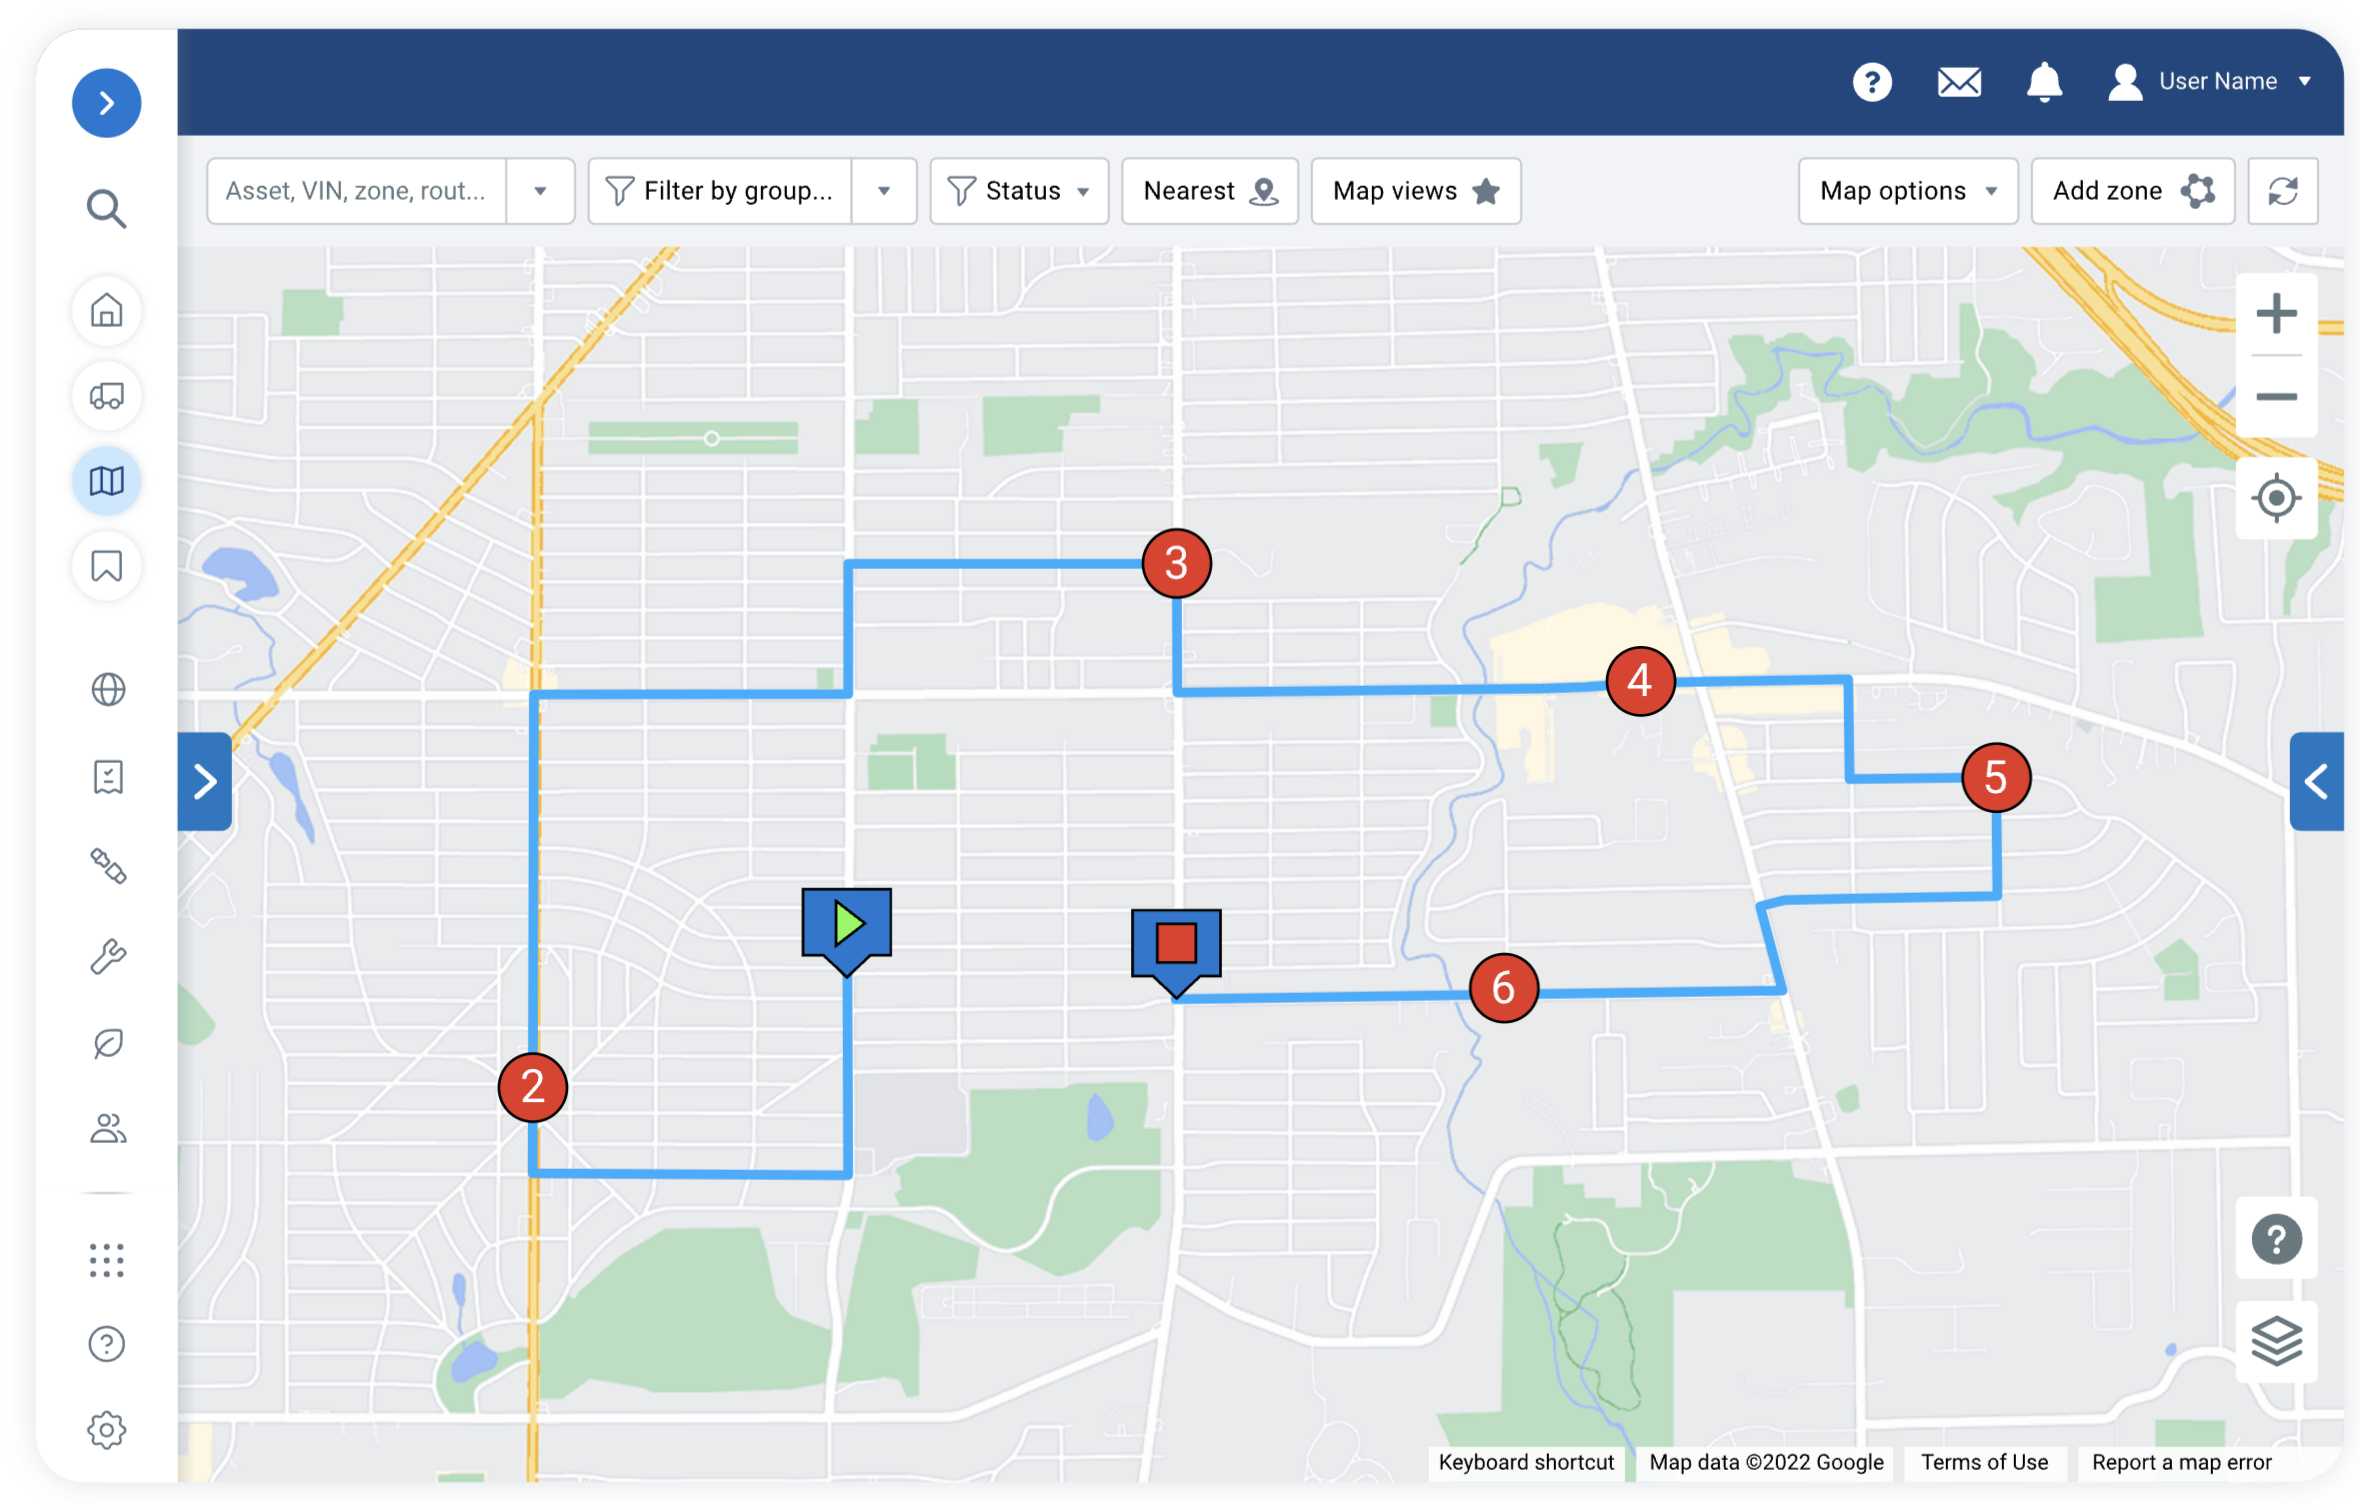 User Name
Asset, VIN, zone, rout...
Filter by group...
Status
Nearest
Map views
Map options
Add zone
3
4
5
6
2
Keyboard shortcut
Map data ©2022 Google
Terms of Use
Report a map error